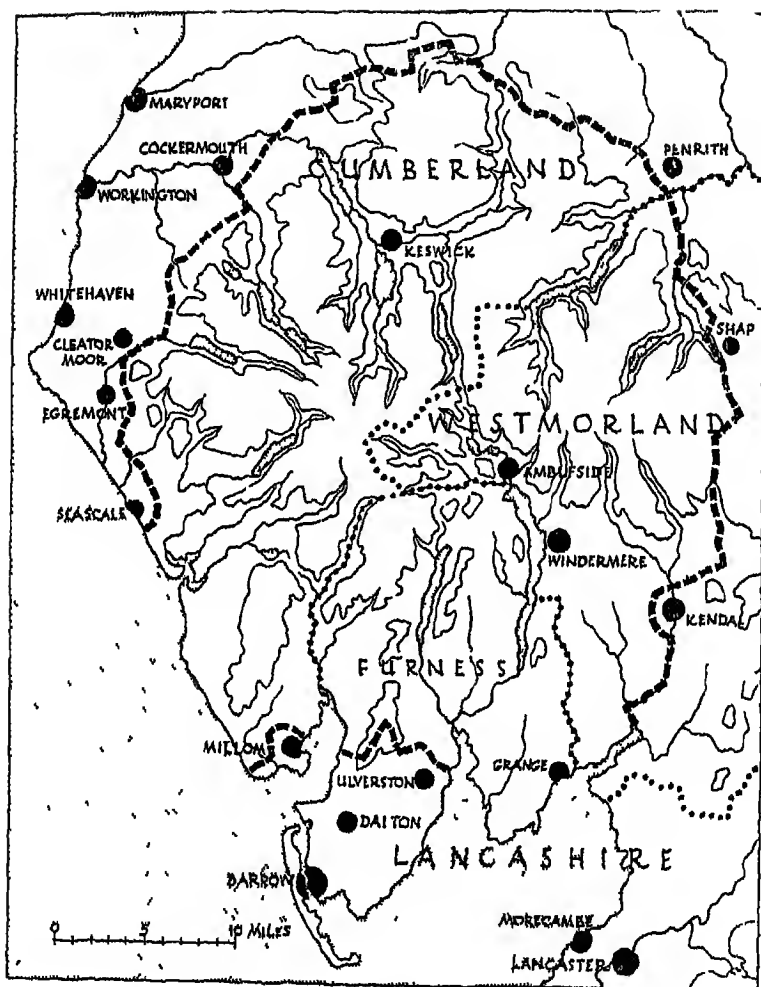 MARYPORT
COCKERMOUTH
PENRITH
CUMBERLAND
WORKINGTON
KESWICK
WHITEHAVEN
SHAP
CLEATOR
MOOR
EGREMONT
WESTMORLAND
AMBLESIDE
SEASCALE
WINDERMERE
KENDAL
FURNESS
MILLOM
GRANGE
ULVERSTON
DALTON
LANCASHIRE
BARROW
0 5 10 MILES
MORECAMBE
LANCASTER